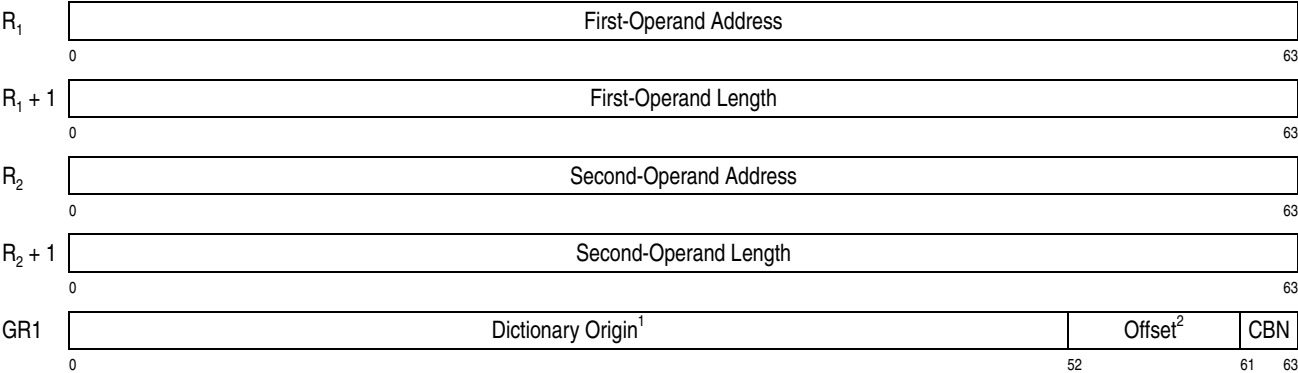 R₁ First-Operand Address
0 63
R₁ + 1 First-Operand Length
0 63
R₂ Second-Operand Address
0 63
R₂ + 1 Second-Operand Length
0 63
GR1 Dictionary Origin¹ Offset² CBN
0 52 61 63